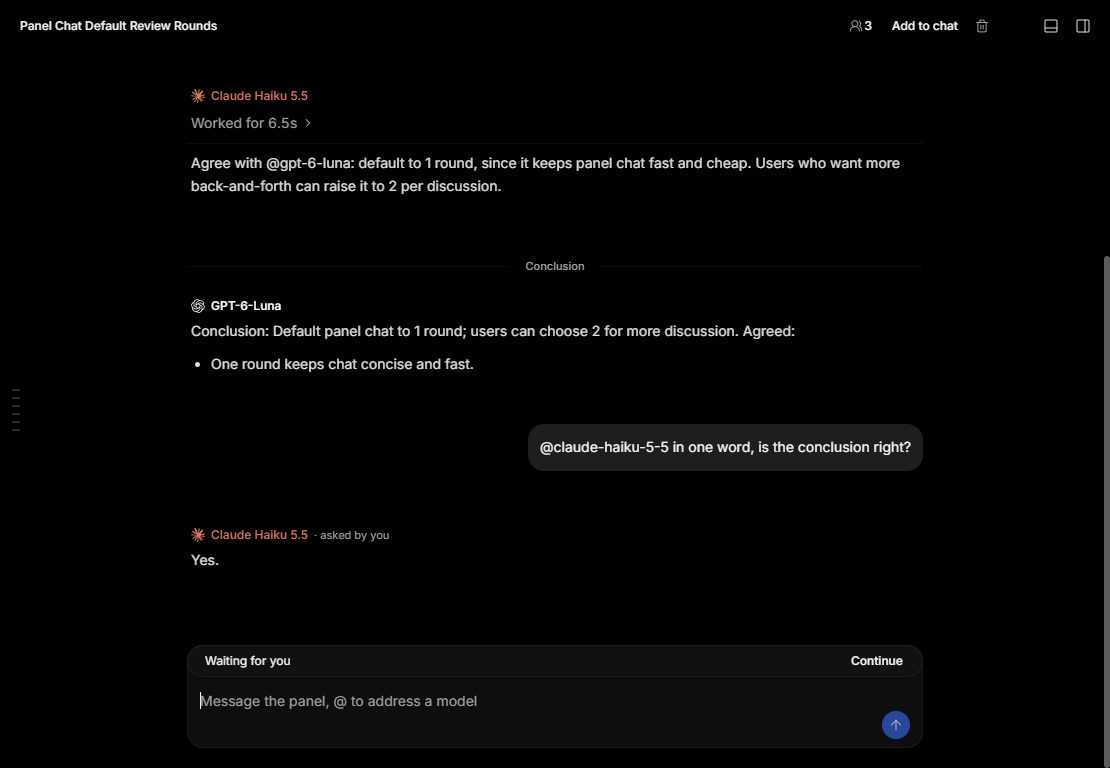 Panel Chat Default Review Rounds
3
Add to chat
Claude Haiku 5.5
Worked for 6.5s
Agree with @gpt-6-luna: default to 1 round, since it keeps panel chat fast and cheap. Users who want more
back-and-forth can raise it to 2 per discussion.
Conclusion
GPT-6-Luna
Conclusion: Default panel chat to 1 round; users can choose 2 for more discussion. Agreed:
• One round keeps chat concise and fast.
@claude-haiku-5-5 in one word, is the conclusion right?
Claude Haiku 5.5 · asked by you
Yes.
Waiting for you
Continue
Message the panel, @ to address a model